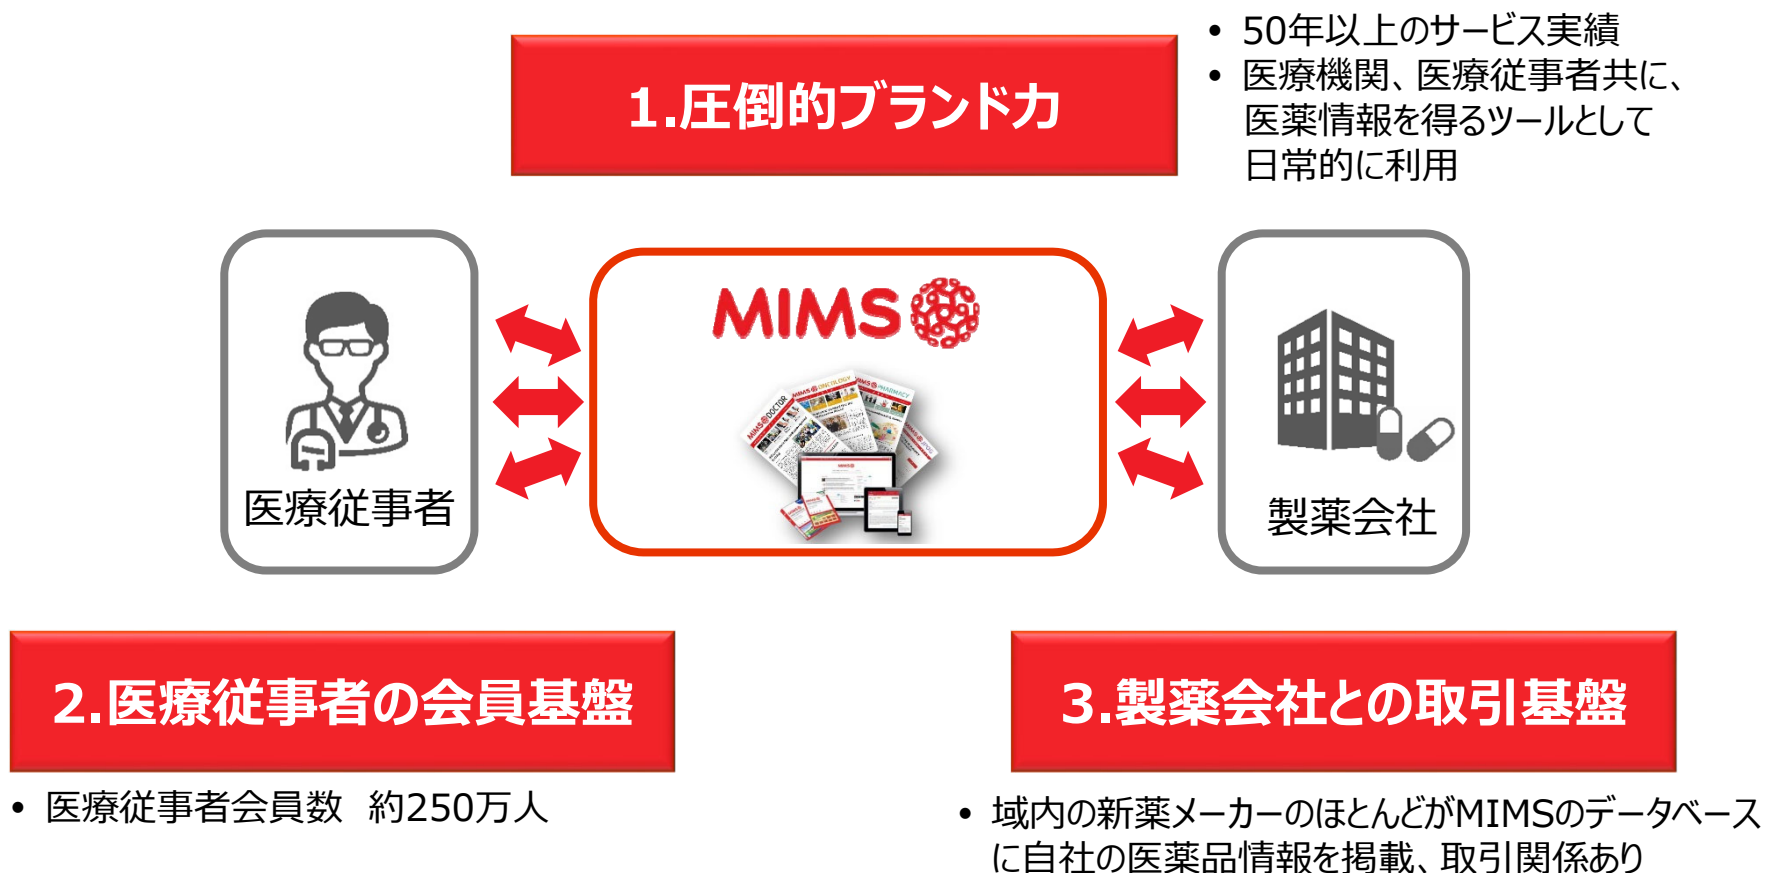 1.圧倒的ブランド力
• 50年以上のサービス実績
• 医療機関、医療従事者共に、
医薬情報を得るツールとして
日常的に利用
医療従事者
MIMS
MIMS DOCTOR
MIMS ONCOLOGY
MIMS PHARMACY
製薬会社
2.医療従事者の会員基盤
• 医療従事者会員数 約250万人
3.製薬会社との取引基盤
• 域内の新薬メーカーのほとんどがMIMSのデータベース
に自社の医薬品情報を掲載、取引関係あり